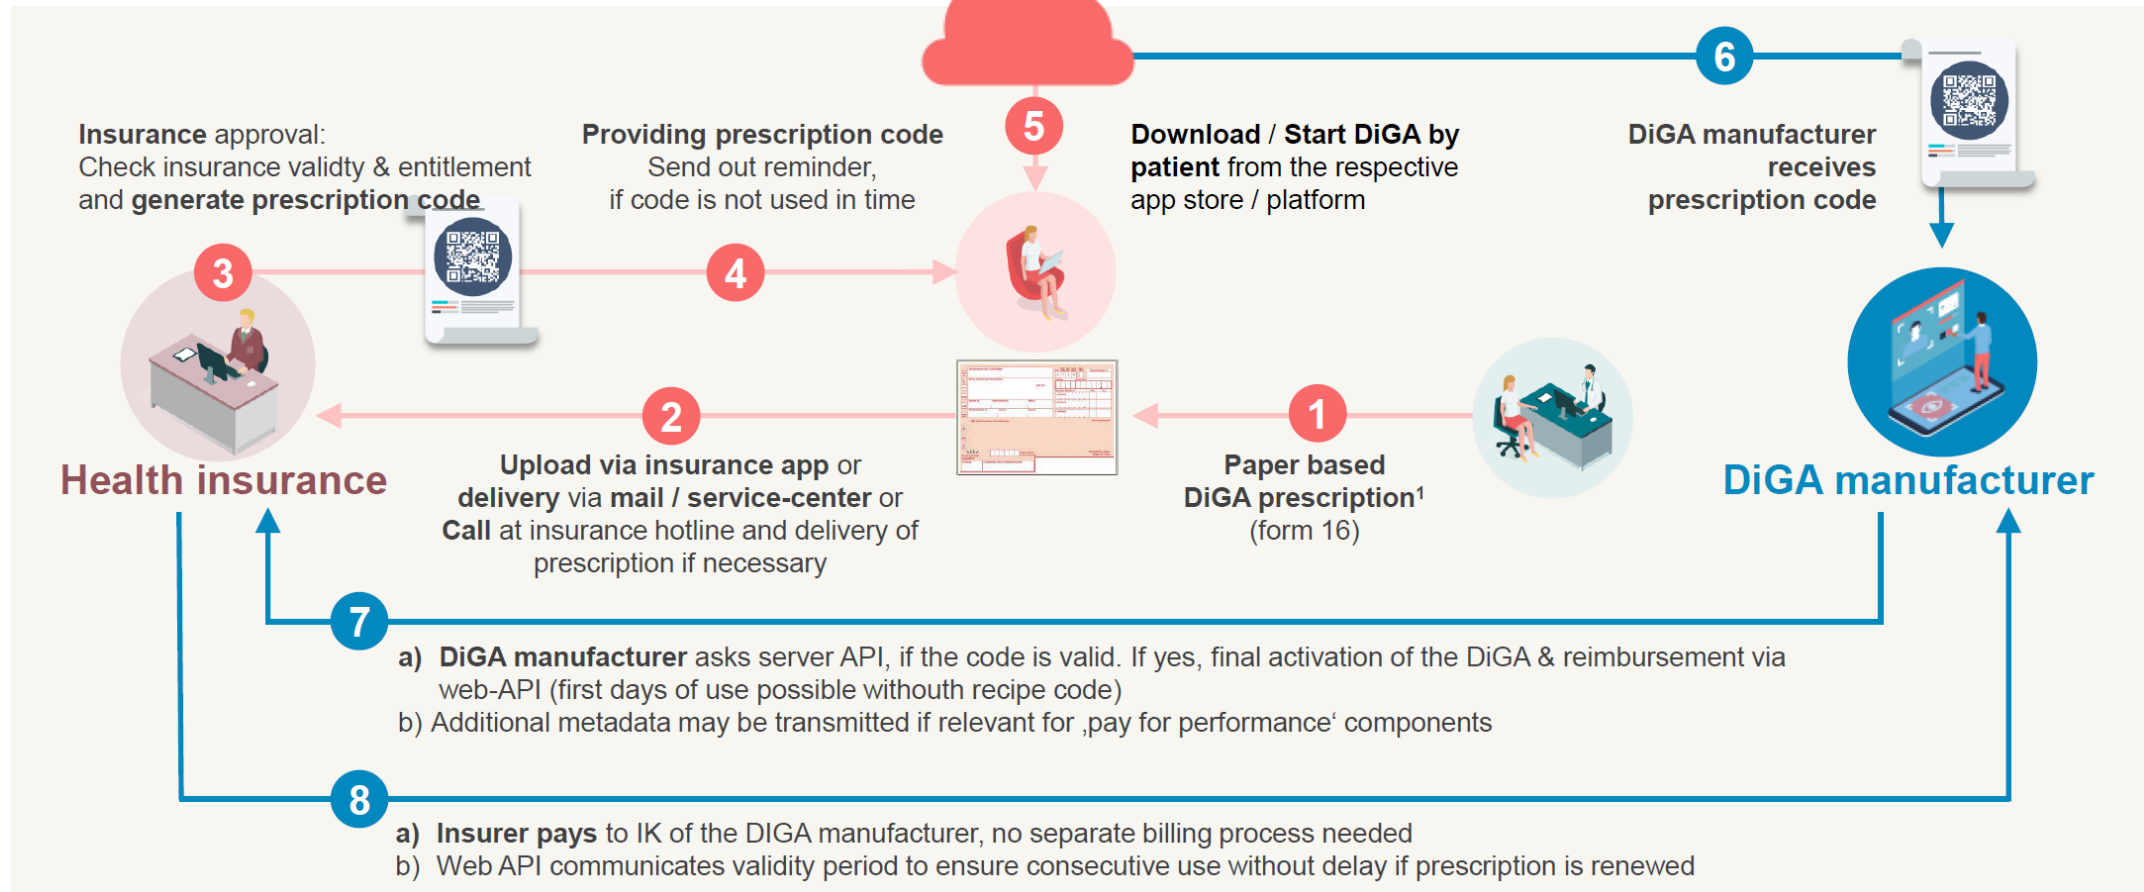 6
5
Insurance approval:
Check insurance validty & entitlement
and generate prescription code
Providing prescription code
Send out reminder,
if code is not used in time
Download / Start DiGA by
patient from the respective
app store / platform
DiGA manufacturer
receives
prescription code
3
4
2
1
Health insurance
Upload via insurance app or
delivery via mail / service-center or
Call at insurance hotline and delivery of
prescription if necessary
Paper based
DiGA prescription¹
(form 16)
DiGA manufacturer
7
a) DiGA manufacturer asks server API, if the code is valid. If yes, final activation of the DiGA & reimbursement via
web-API (first days of use possible withouth recipe code)
b) Additional metadata may be transmitted if relevant for ‚pay for performance‘ components
8
a) Insurer pays to IK of the DIGA manufacturer, no separate billing process needed
b) Web API communicates validity period to ensure consecutive use without delay if prescription is renewed